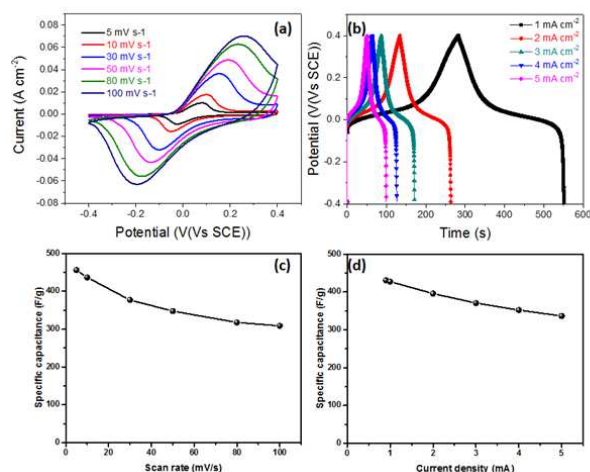 (a)
5 mV s-1
10 mV s-1
30 mV s-1
50 mV s-1
80 mV s-1
100 mV s-1
0.08
0.06
0.04
0.02
0.00
-0.02
-0.04
-0.06
-0.08
Current (A cm⁻²)
-0.4 -0.2 0.0 0.2 0.4
Potential (V(Vs SCE))
(b)
1 mA cm⁻²
2 mA cm⁻²
3 mA cm⁻²
4 mA cm⁻²
5 mA cm⁻²
0.4
0.2
0.0
-0.2
-0.4
Potential (V(Vs SCE))
0 100 200 300 400 500 600
Time (s)
(c)
500
400
300
200
100
0
Specific capacitance (F/g)
0 20 40 60 80 100
Scan rate (mV/s)
(d)
500
400
300
200
100
0
Specific capacitance (F/g)
1 2 3 4 5
Current density (mA)